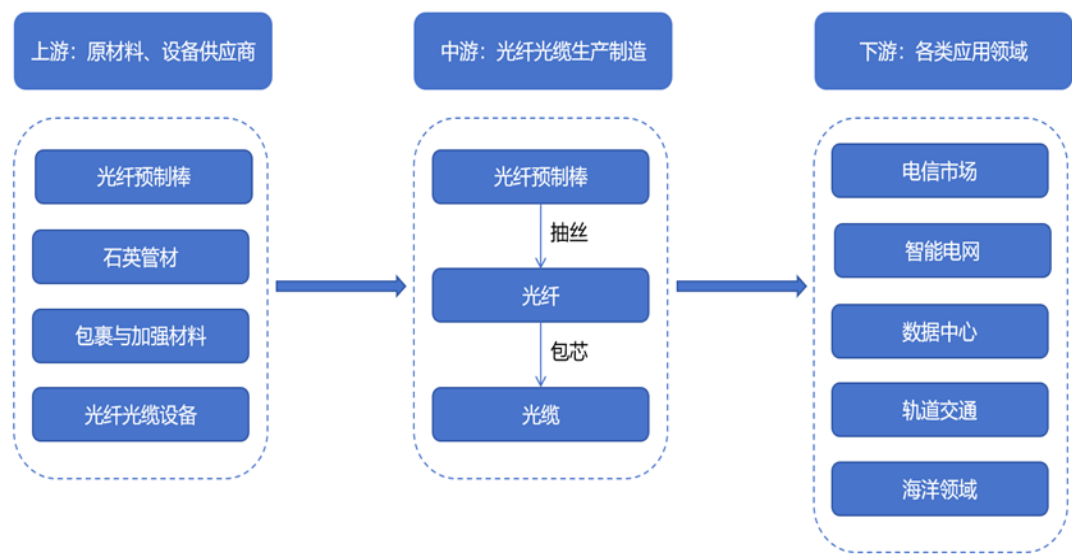 上游：原材料、设备供应商
光纤预制棒
石英管材
包裹与加强材料
光纤光缆设备
中游：光纤光缆生产制造
光纤预制棒
抽丝
光纤
包芯
光缆
下游：各类应用领域
电信市场
智能电网
数据中心
轨道交通
海洋领域